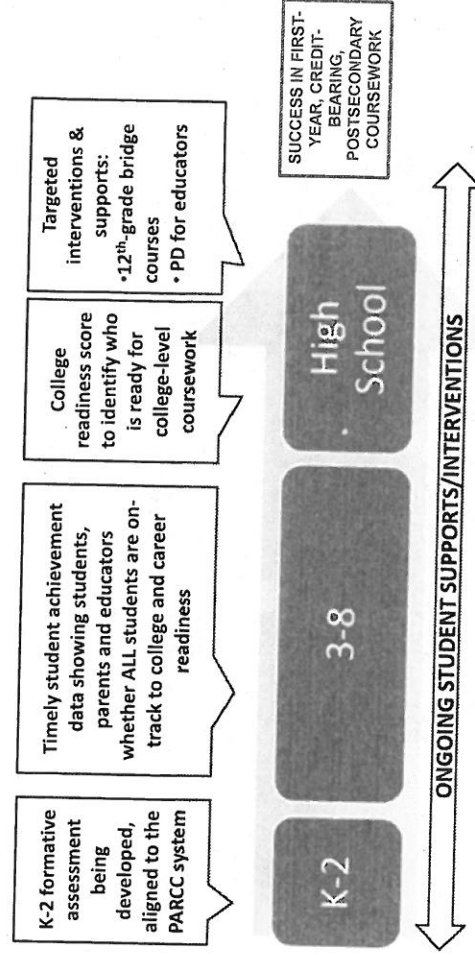 K-2 formative
assessment
being
developed,
aligned to the
PARCC system
Timely student achievement
data showing students,
parents and educators
whether ALL students are on-
track to college and career
readiness
College
readiness score
to identify who
is ready for
college-level
coursework
Targeted
interventions &
supports:
•12th-grade bridge
courses
• PD for educators
K-2
3-8
High
School
SUCCESS IN FIRST-
YEAR, CREDIT-
BEARING,
POSTSECONDARY
COURSEWORK
ONGOING STUDENT SUPPORTS/INTERVENTIONS